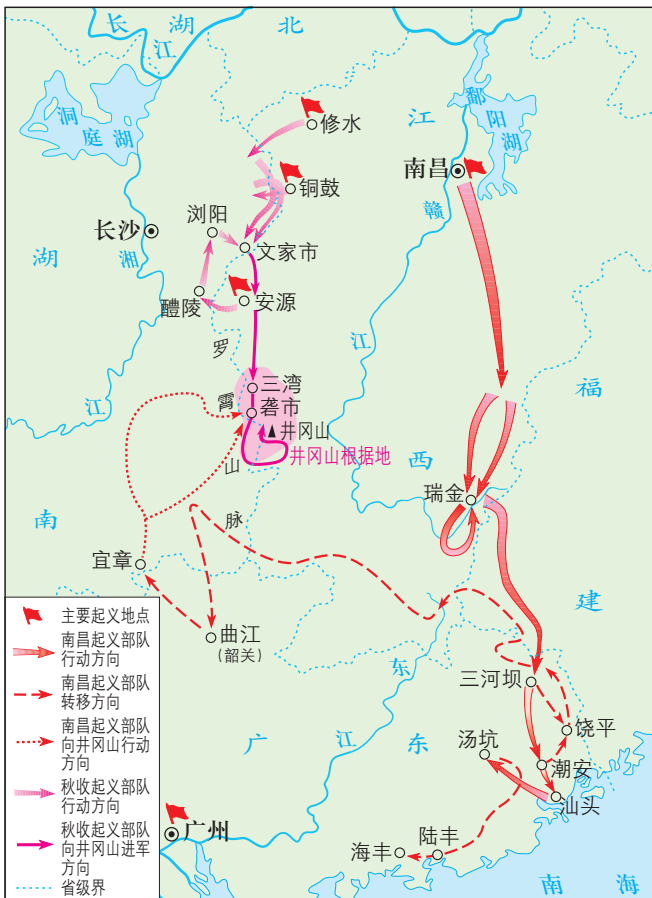 长
湖
北
江
洞
庭
湖
修水
江
鄱
阳
湖
铜鼓
南昌
浏阳
长沙
文家市
赣
湖
湘
醴陵
安源
罗
江
三湾
霄
砻市
福
江
井冈山
井冈山根据地
山
西
瑞金
南
脉
宜章
建
主要起义地点
南昌起义部队
行动方向
南昌起义部队
转移方向
南昌起义部队
向井冈山行动
方向
秋收起义部队
行动方向
秋收起义部队
向井冈山进军
方向
省级界
曲江
(韶关)
东
三河坝
饶平
广
江
东
汤坑
潮安
汕头
广州
陆丰
海丰
南
海